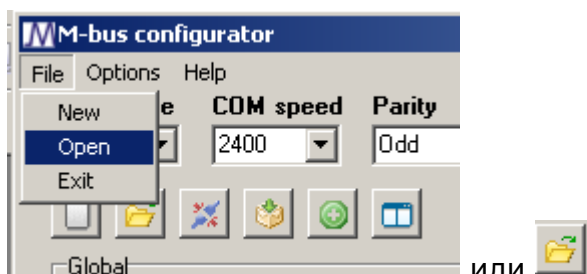 M-bus configurator
File Options Help
New
Open
Exit
COM speed Parity
2400 Odd
Global
или